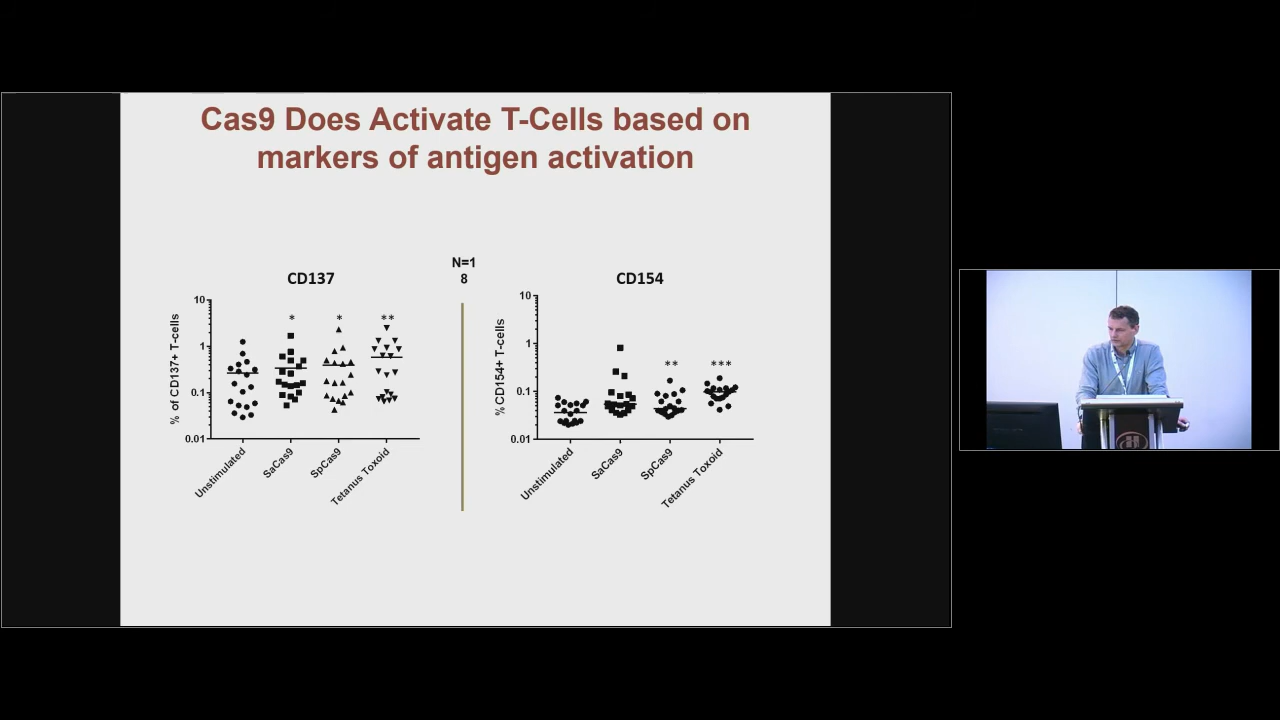 Cas9 Does Activate T-Cells based on
markers of antigen activation
N=1
8
CD137
% of CD137+ T-cells
10
1
0.1
0.01
*
*
**
Unstimulated
SaCas9
SpCas9
Tetanus Toxoid
CD154
% CD154+ T-cells
10
1
0.1
0.01
**
***
Unstimulated
SaCas9
SpCas9
Tetanus Toxoid